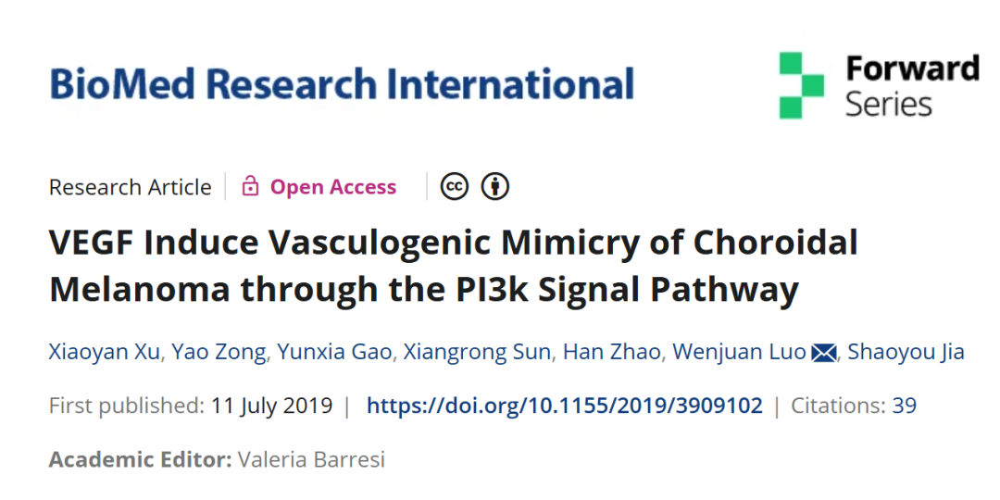 BioMed Research International
Forward
Series
Research Article | Open Access | cc
VEGF Induce Vasculogenic Mimicry of Choroidal
Melanoma through the PI3k Signal Pathway
Xiaoyan Xu, Yao Zong, Yunxia Gao, Xiangrong Sun, Han Zhao, Wenjuan Luo, Shaoyou Jia
First published: 11 July 2019 | https://doi.org/10.1155/2019/3909102 | Citations: 39
Academic Editor: Valeria Barresi